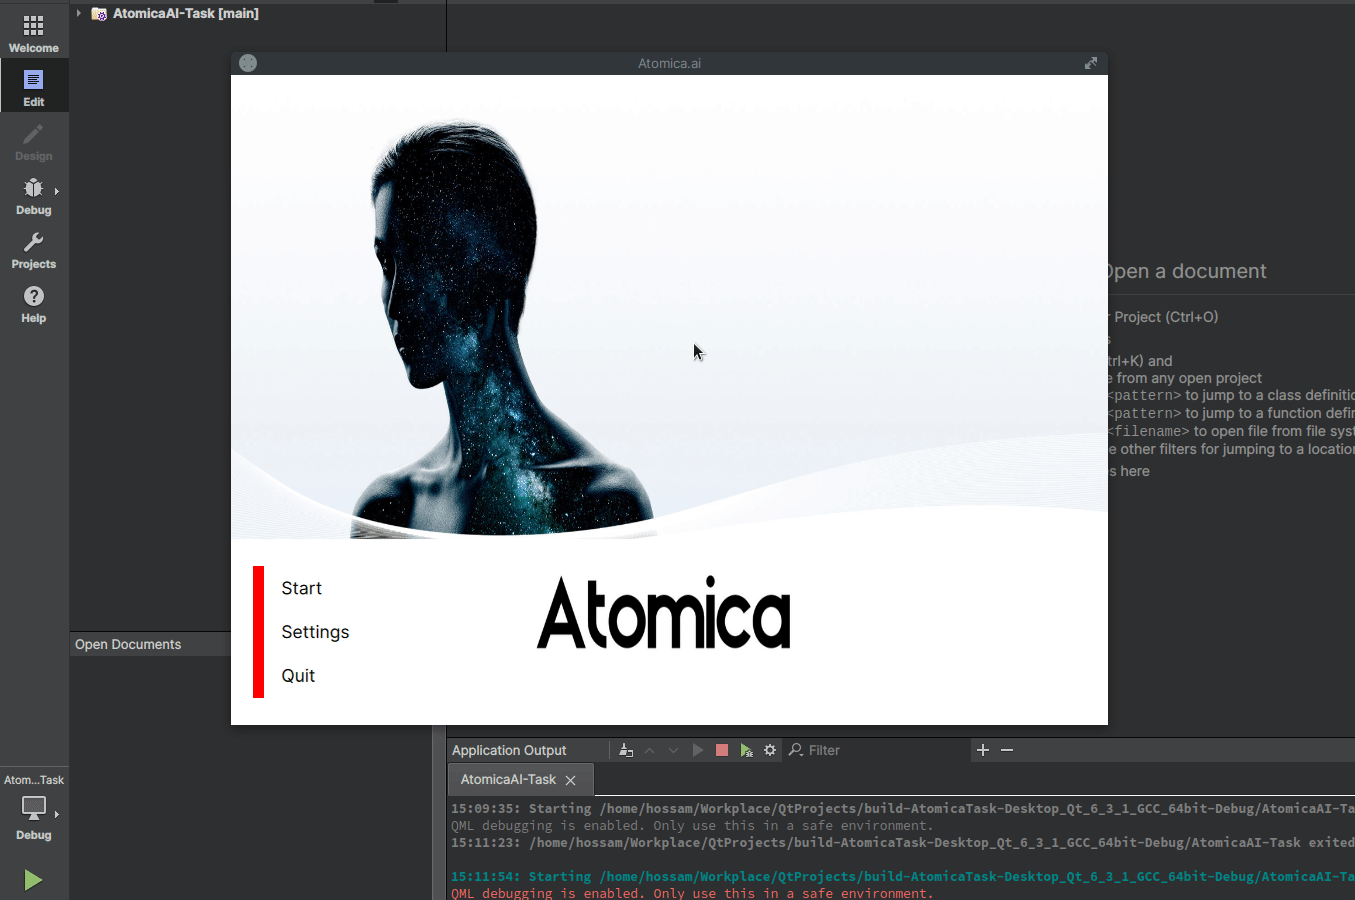 AtomicaAI-Task [main]
Welcome
Edit
Design
Debug
Projects
Help
Atomica.ai
Open a document
Project (Ctrl+O)
and
from any open project
<pattern> to jump to a class
<pattern> to jump to a function
<filename> to open file from file
other filters for jumping to a location
here
Start
Settings
Quit
Atomica
Open Documents
Application Output
Filter
AtomicaAI-Task
Atom...Task
Debug
15:09:35: Starting /home/hossam/Workplace/QtProjects/build-AtomicaTask-Desktop_Qt_6_3_1_GCC_64bit-Debug/AtomicaAI-Ta
QML debugging is enabled. Only use this in a safe environment.
15:11:23: /home/hossam/Workplace/QtProjects/build-AtomicaTask-Desktop_Qt_6_3_1_GCC_64bit-Debug/AtomicaAI-Task exited
15:11:54: Starting /home/hossam/Workplace/QtProjects/build-AtomicaTask-Desktop_Qt_6_3_1_GCC_64bit-Debug/AtomicaAI-Ta
QML debugging is enabled. Only use this in a safe environment.